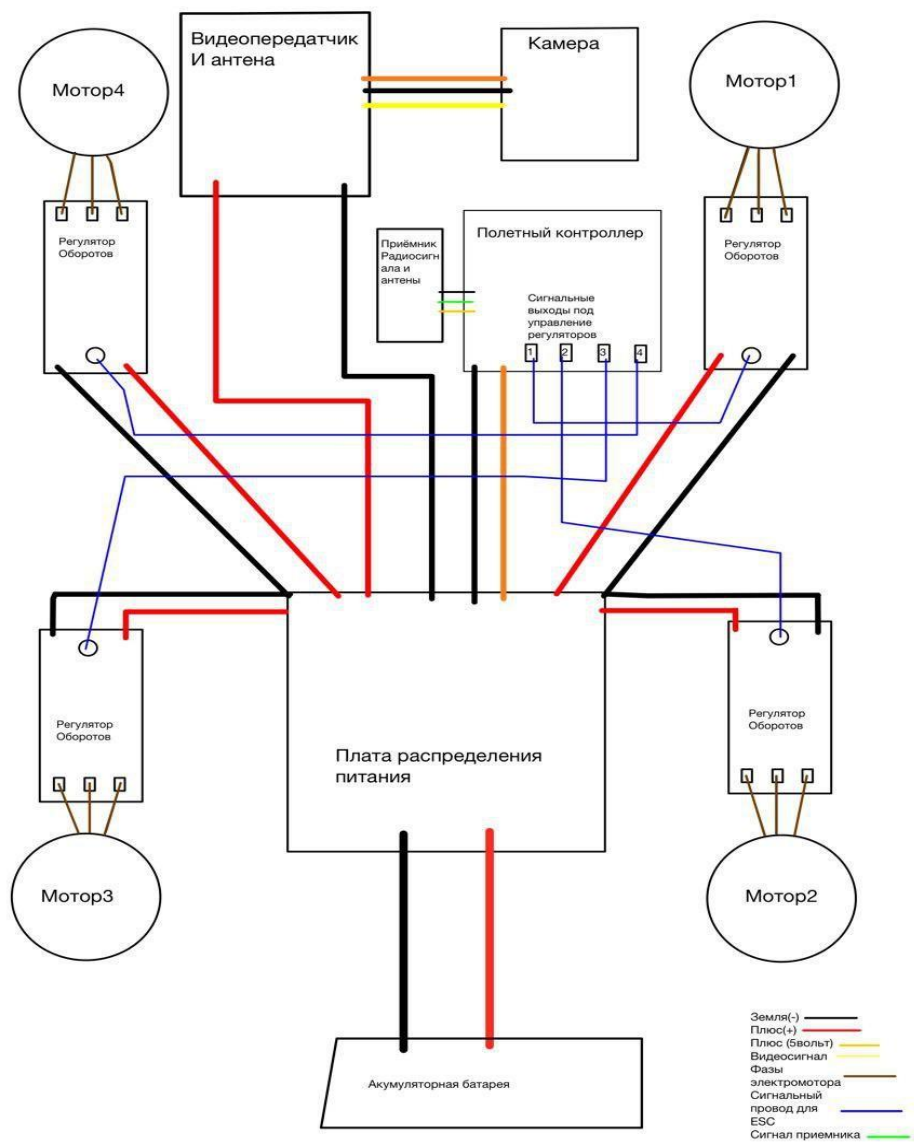 Видеопередатчик
И антена
Камера
Мотор4
Мотор1
Регулятор
Оборотов
Приёмник
Радиосигн
ала и
антены
Полетный контроллер
Регулятор
Оборотов
Сигнальные
выходы под
управление
регуляторов
1
2
3
4
Регулятор
Оборотов
Регулятор
Оборотов
Плата распределения
питания
Мотор3
Мотор2
Акумуляторная батарея
Земля(-)
Плюс(+)
Плюс (5вольт)
Видеосигнал
Фазы
электромотора
Сигнальный
провод для
ESC
Сигнал приемника